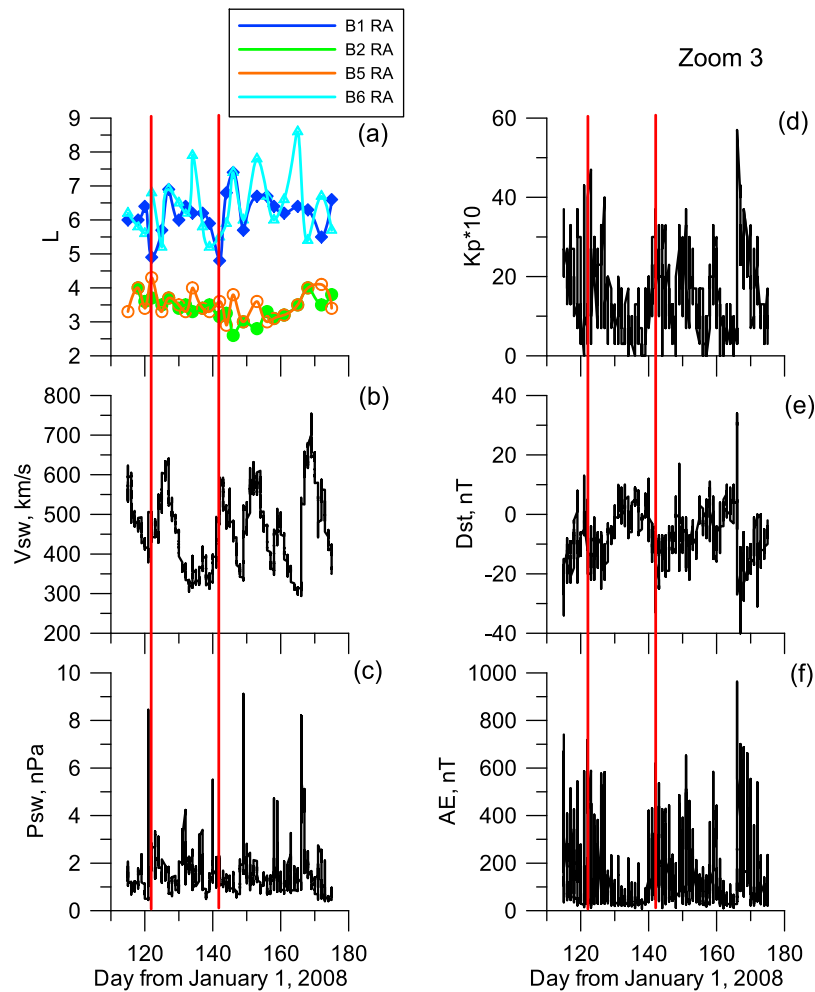 B1 RA
B2 RA
B5 RA
B6 RA
Zoom 3
(a)
L
9
8
7
6
5
4
3
2
(b)
Vsw, km/s
800
700
600
500
400
300
200
(c)
Psw, nPa
10
8
6
4
2
0
120 140 160 180
Day from January 1, 2008
(d)
Kp*10
60
40
20
0
(e)
Dst, nT
40
20
0
-20
-40
(f)
AE, nT
1000
800
600
400
200
0
120 140 160 180
Day from January 1, 2008